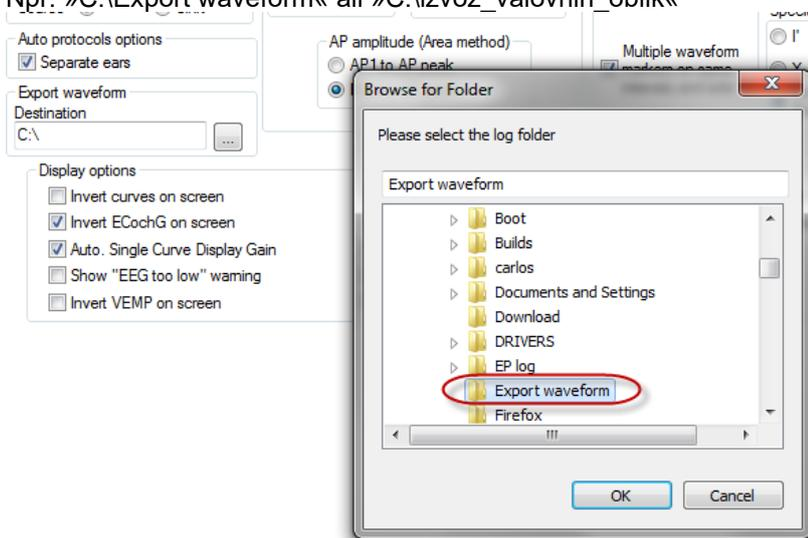 Npr. »C:\Export waveform« ali »C:\Izvoz_valovnih_oblik«
Auto protocols options
Separate ears
AP amplitude (Area method)
AP1 to AP peak
Multiple waveform
Export waveform
Destination
C:\
...
Display options
Invert curves on screen
Invert ECochG on screen
Auto. Single Curve Display Gain
Show "EEG too low" warning
Invert VEMP on screen
Browse for Folder
Please select the log folder
Export waveform
Boot
Builds
carlos
Documents and Settings
Download
DRIVERS
EP log
Export waveform
Firefox
OK
Cancel